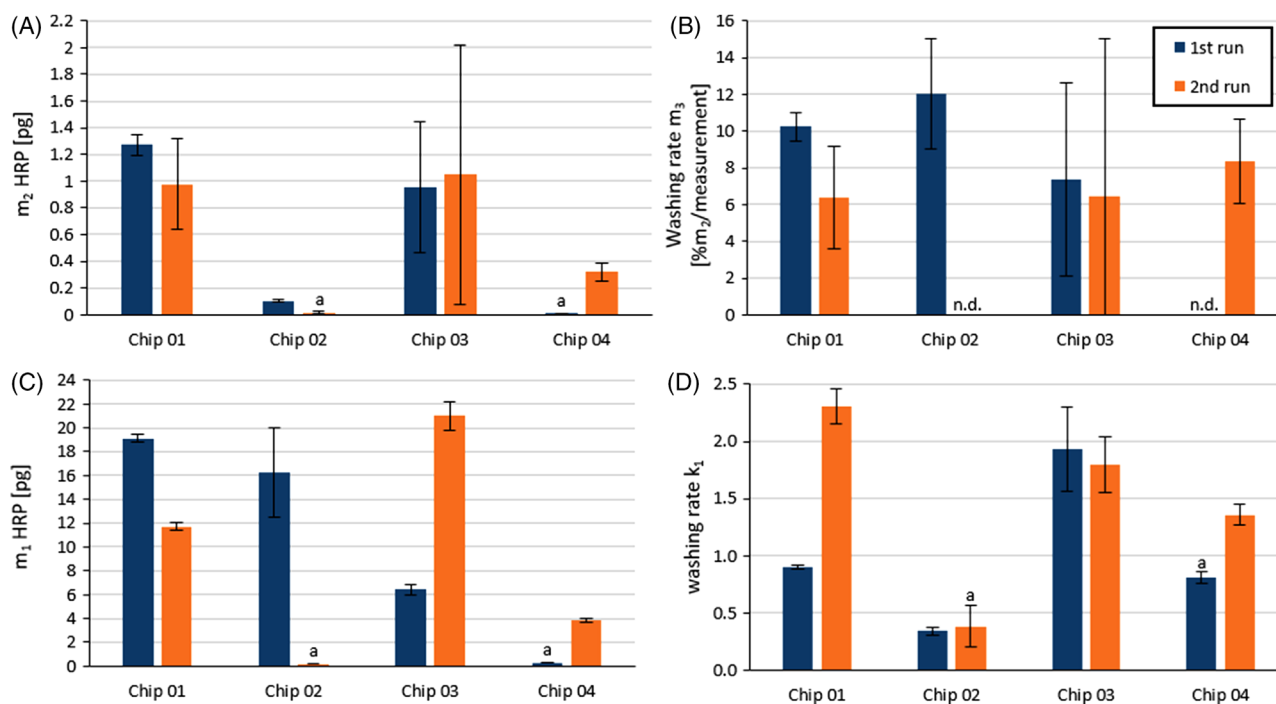 (A)
m₂ HRP [pg]
2.2
2
1.8
1.6
1.4
1.2
1
0.8
0.6
0.4
0.2
0
a
a
Chip 01 Chip 02 Chip 03 Chip 04
(B)
Washing rate m₃
[%m₂/measurement]
16
14
12
10
8
6
4
2
0
1st run
2nd run
n.d.
n.d.
Chip 01 Chip 02 Chip 03 Chip 04
(C)
m₁ HRP [pg]
24
22
20
18
16
14
12
10
8
6
4
2
0
a
a
Chip 01 Chip 02 Chip 03 Chip 04
(D)
washing rate k₁
2.5
2.0
1.5
1.0
0.5
0.0
a
a
Chip 01 Chip 02 Chip 03 Chip 04